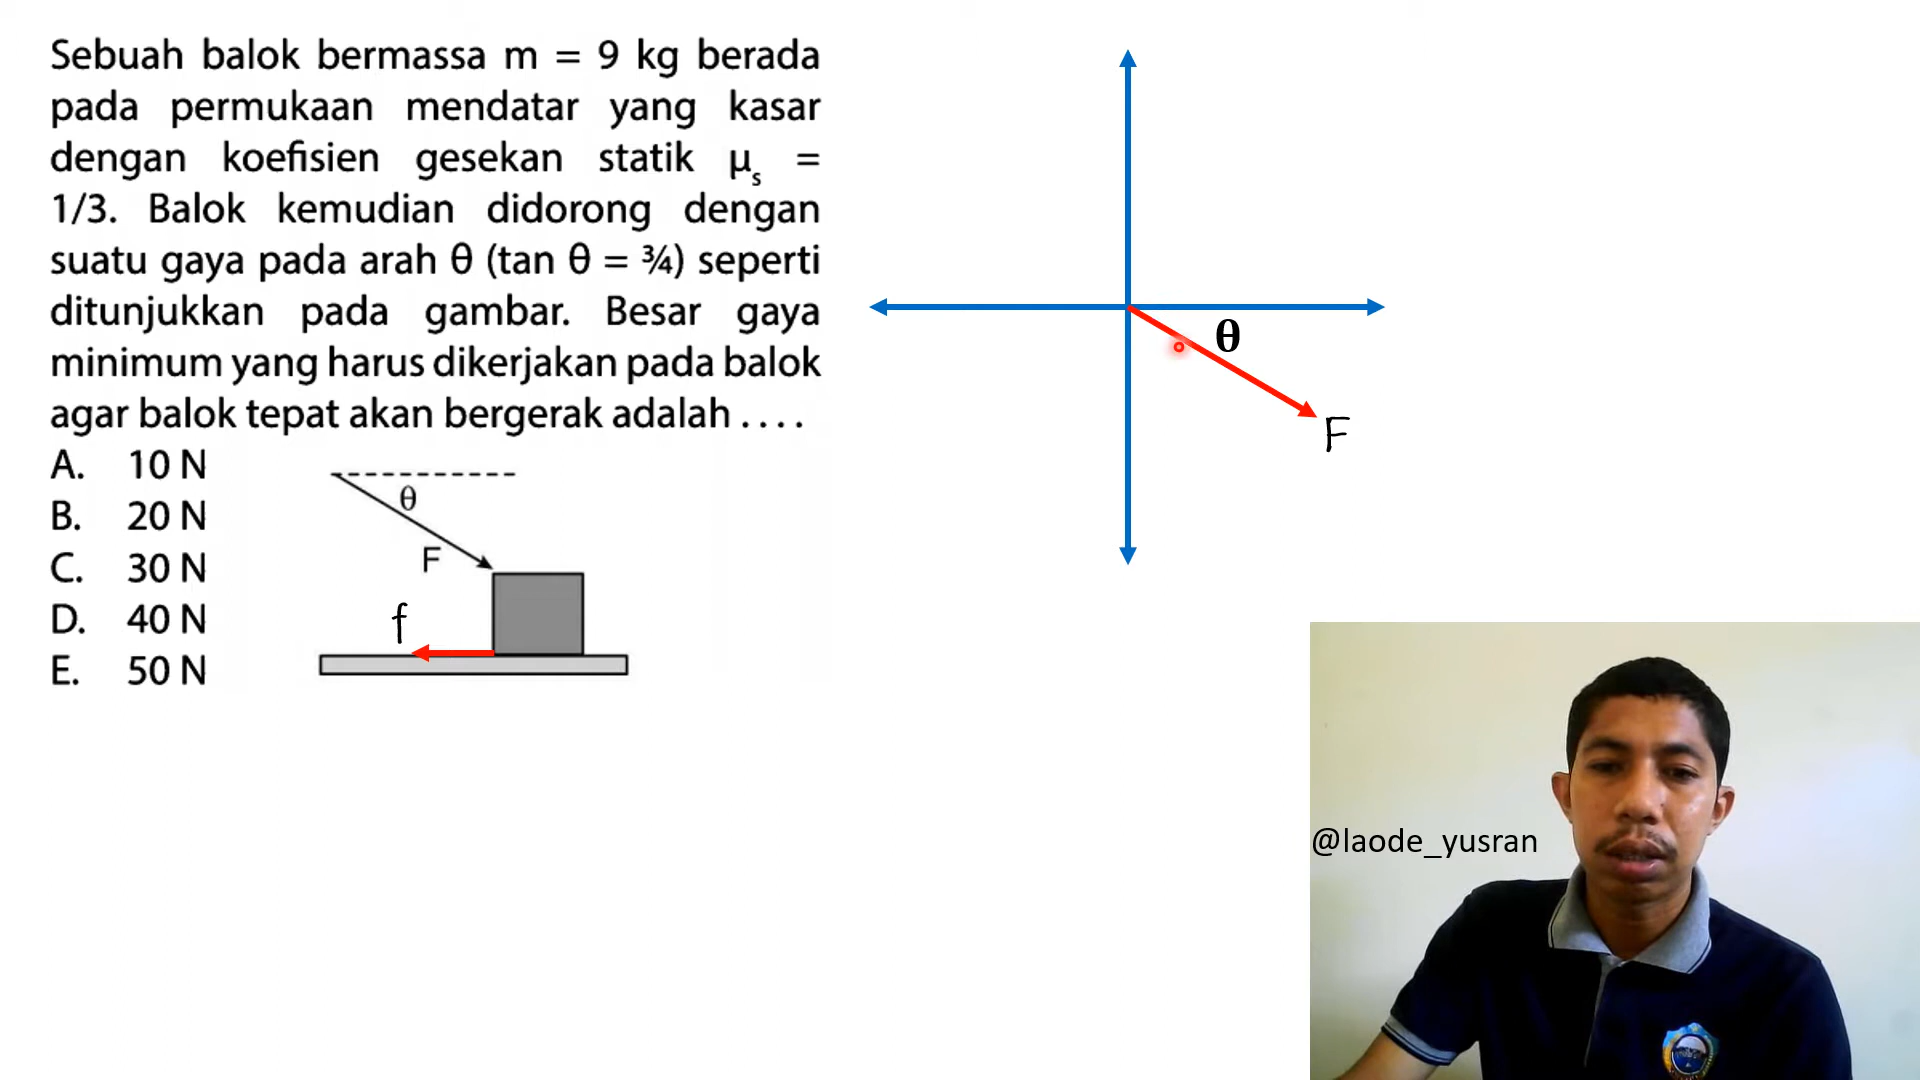 Sebuah balok bermassa m = 9 kg berada
pada permukaan mendatar yang kasar
dengan koefisien gesekan statik μs =
1/3. Balok kemudian didorong dengan
suatu gaya pada arah θ (tan θ = ¾) seperti
ditunjukkan pada gambar. Besar gaya
minimum yang harus dikerjakan pada balok
agar balok tepat akan bergerak adalah ....
A. 10 N
B. 20 N
C. 30 N
D. 40 N
E. 50 N
θ
F
f
θ
F
@laode_yusran